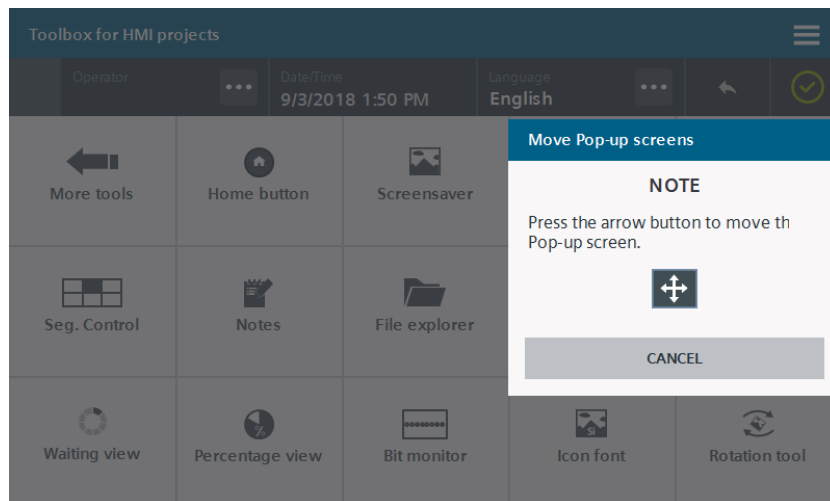 Toolbox for HMI projects
Operator
Date/Time
Language
9/3/2018 1:50 PM
English
Move Pop-up screens
NOTE
Press the arrow button to move th
Pop-up screen.
CANCEL
More tools
Home button
Screensaver
Seg. Control
Notes
File explorer
%
SI
Waiting view
Percentage view
Bit monitor
Icon font
Rotation tool